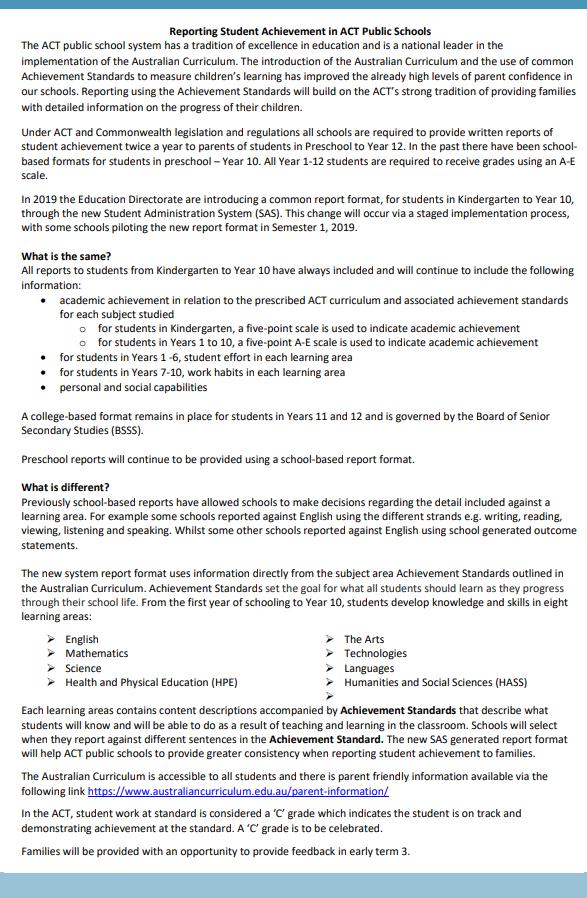 Reporting Student Achievement in ACT Public Schools
The ACT public school system has a tradition of excellence in education and is a national leader in the
implementation of the Australian Curriculum. The introduction of the Australian Curriculum and the use of common
Achievement Standards to measure children's learning has improved the already high levels of parent confidence in
our schools. Reporting using the Achievement Standards will build on the ACT's strong tradition of providing families
with detailed information on the progress of their children.
Under ACT and Commonwealth legislation and regulations all schools are required to provide written reports of
student achievement twice a year to parents of students in Preschool to Year 12. In the past there have been school-
based formats for students in preschool – Year 10. All Year 1-12 students are required to receive grades using an A-E
scale.
In 2019 the Education Directorate are introducing a common report format, for students in Kindergarten to Year 10,
through the new Student Administration System (SAS). This change will occur via a staged implementation process,
with some schools piloting the new report format in Semester 1, 2019.
What is the same?
All reports to students from Kindergarten to Year 10 have always included and will continue to include the following
information:
• academic achievement in relation to the prescribed ACT curriculum and associated achievement standards
for each subject studied
o for students in Kindergarten, a five-point scale is used to indicate academic achievement
o for students in Years 1 to 10, a five-point A-E scale is used to indicate academic achievement
• for students in Years 1 -6, student effort in each learning area
• for students in Years 7-10, work habits in each learning area
• personal and social capabilities
A college-based format remains in place for students in Years 11 and 12 and is governed by the Board of Senior
Secondary Studies (BSSS).
Preschool reports will continue to be provided using a school-based report format.
What is different?
Previously school-based reports have allowed schools to make decisions regarding the detail included against a
learning area. For example some schools reported against English using the different strands e.g. writing, reading,
viewing, listening and speaking. Whilst some other schools reported against English using school generated outcome
statements.
The new system report format uses information directly from the subject area Achievement Standards outlined in
the Australian Curriculum. Achievement Standards set the goal for what all students should learn as they progress
through their school life. From the first year of schooling to Year 10, students develop knowledge and skills in eight
learning areas:
➢ English
➢ Mathematics
➢ Science
➢ Health and Physical Education (HPE)
➢ The Arts
➢ Technologies
➢ Languages
➢ Humanities and Social Sciences (HASS)
➢
Each learning areas contains content descriptions accompanied by Achievement Standards that describe what
students will know and will be able to do as a result of teaching and learning in the classroom. Schools will select
when they report against different sentences in the Achievement Standard. The new SAS generated report format
will help ACT public schools to provide greater consistency when reporting student achievement to families.
The Australian Curriculum is accessible to all students and there is parent friendly information available via the
following link https://www.australiancurriculum.edu.au/parent-information/
In the ACT, student work at standard is considered a 'C' grade which indicates the student is on track and
demonstrating achievement at the standard. A 'C' grade is to be celebrated.
Families will be provided with an opportunity to provide feedback in early term 3.